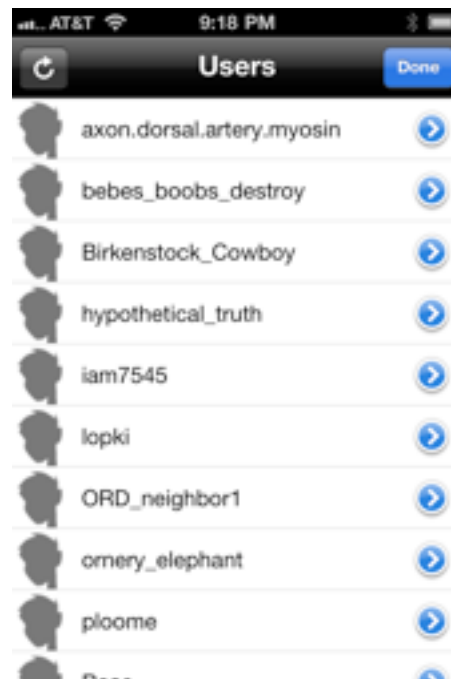 AT&T 9:18 PM
Users
Done
axon.dorsal.artery.myosin
bebes_boobs_destroy
Birkenstock_Cowboy
hypothetical_truth
iam7545
lopki
ORD_neighbor1
ornery_elephant
ploome